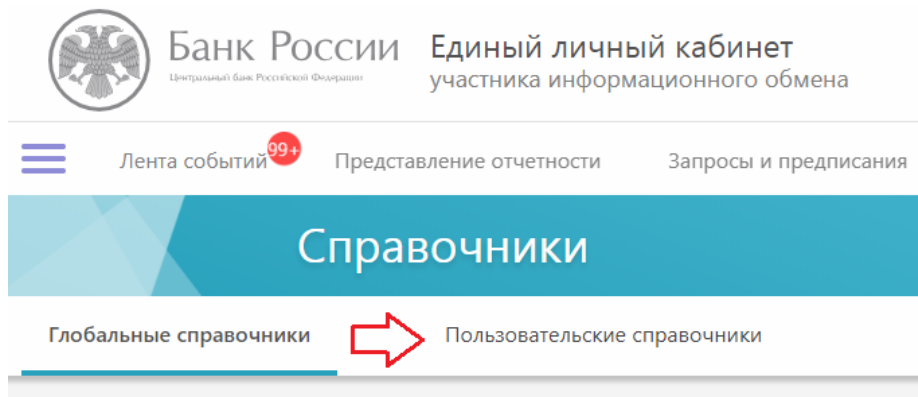 Банк России
Центральный банк Российской Федерации
Единый личный кабинет
участника информационного обмена
Лента событий 99+ Представление отчетности Запросы и предписания
Справочники
Глобальные справочники Пользовательские справочники